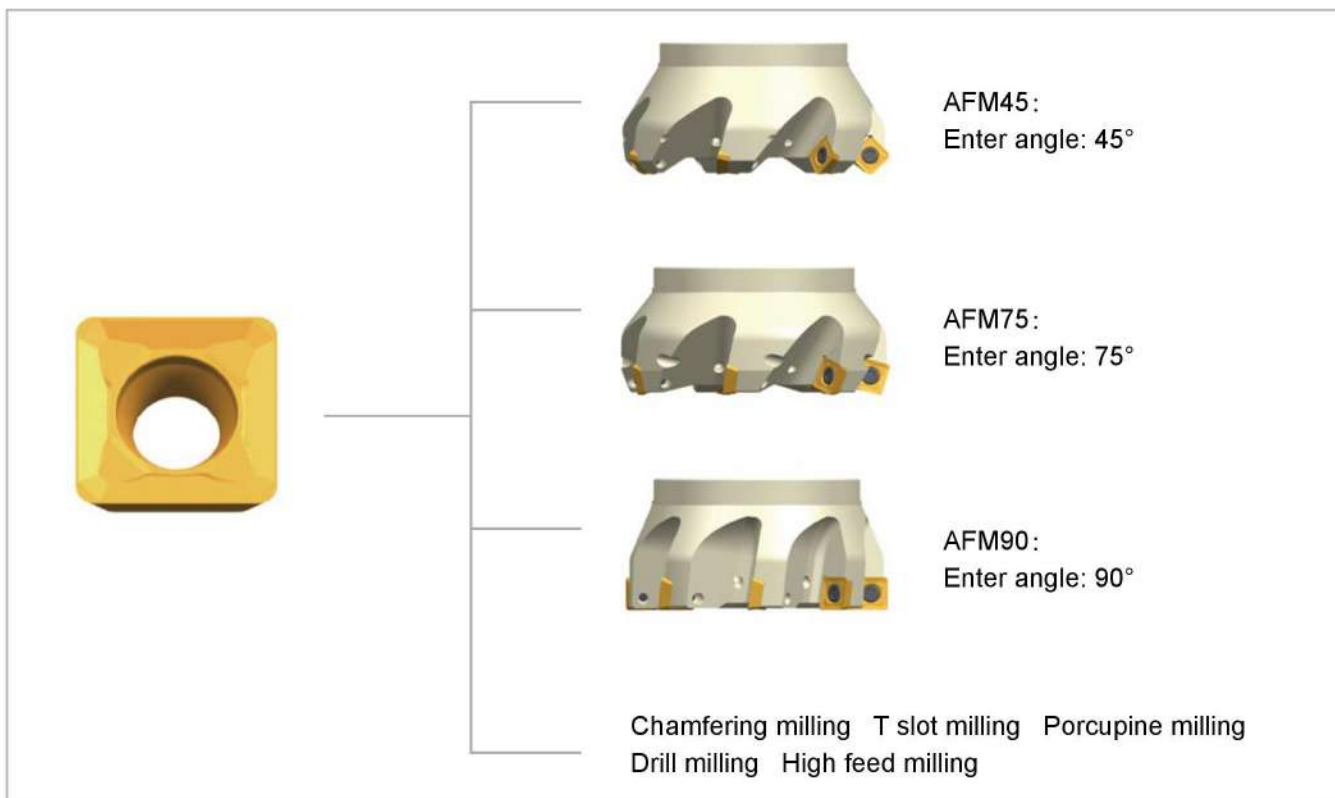 AFM45：
Enter angle: 45°
AFM75：
Enter angle: 75°
AFM90：
Enter angle: 90°
Chamfering milling   T slot milling   Porcupine milling
Drill milling   High feed milling